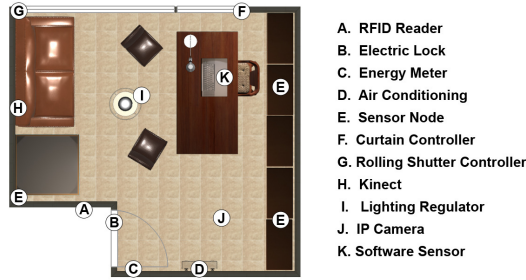 G
F
A. RFID Reader
B. Electric Lock
K
E
C. Energy Meter
I
D. Air Conditioning
H
E. Sensor Node
F. Curtain Controller
G. Rolling Shutter Controller
H. Kinect
E
A
B
J
E
I. Lighting Regulator
J. IP Camera
C
D
K. Software Sensor